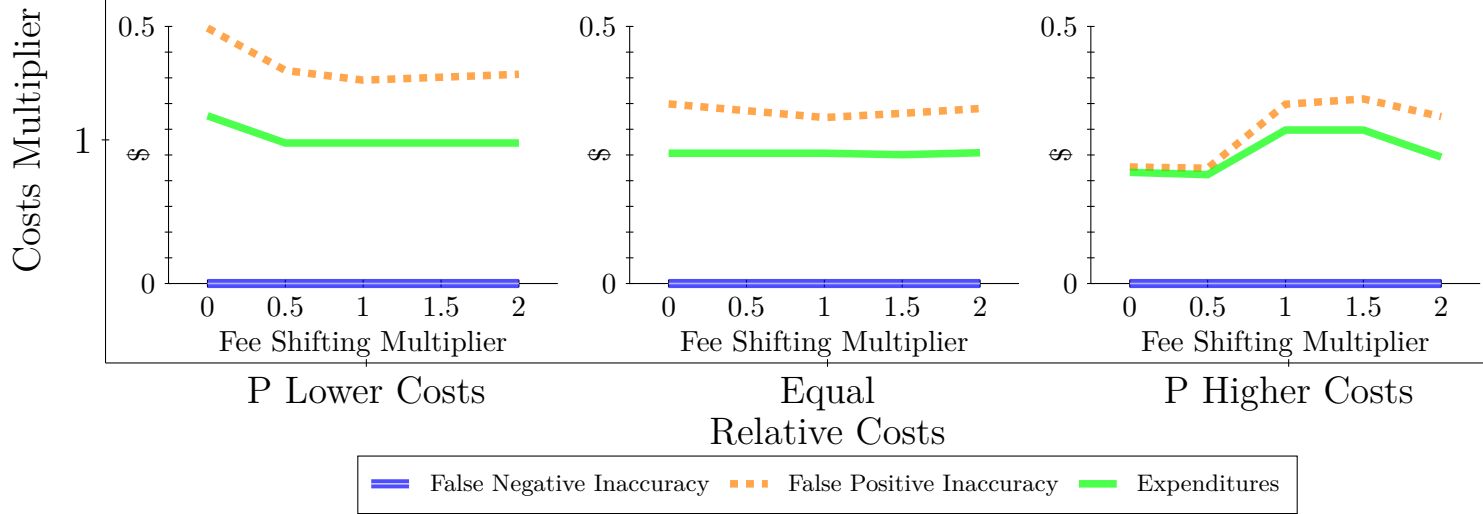 Costs Multiplier
1
0.5
$
0
0 0.5 1 1.5 2
Fee Shifting Multiplier
0.5
$
0
0 0.5 1 1.5 2
Fee Shifting Multiplier
0.5
$
0
0 0.5 1 1.5 2
Fee Shifting Multiplier
P Lower Costs Equal P Higher Costs
Relative Costs
False Negative Inaccuracy False Positive Inaccuracy Expenditures